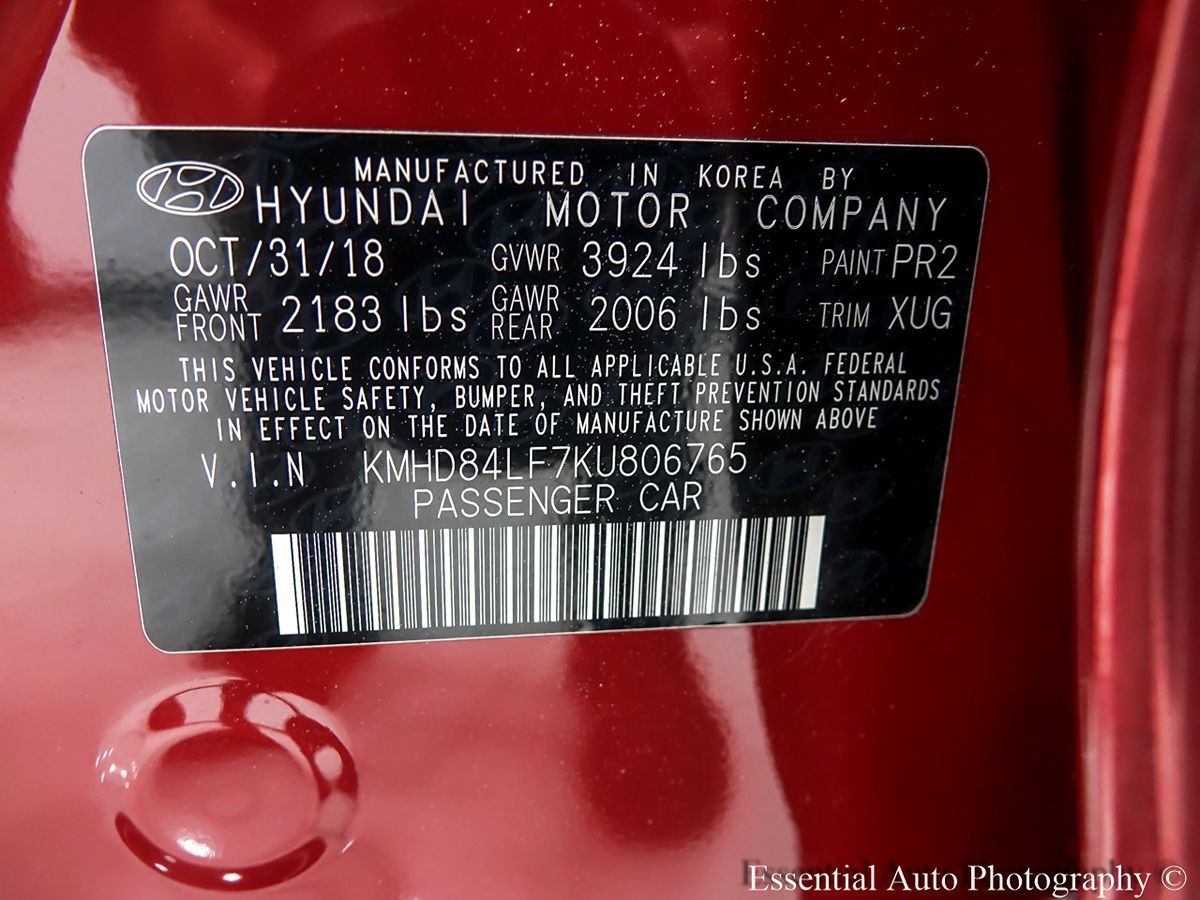 MANUFACTURED IN KOREA BY
HYUNDAI MOTOR COMPANY
OCT/31/18 GVWR 3924 lbs PAINT PR2
GAWR FRONT 2183 lbs GAWR REAR 2006 lbs TRIM XUG
THIS VEHICLE CONFORMS TO ALL APPLICABLE U.S.A. FEDERAL
MOTOR VEHICLE SAFETY, BUMPER, AND THEFT PREVENTION STANDARDS
IN EFFECT ON THE DATE OF MANUFACTURE SHOWN ABOVE
V.I.N KMHD84LF7KU806765
PASSENGER CAR
Essential Auto Photography ©